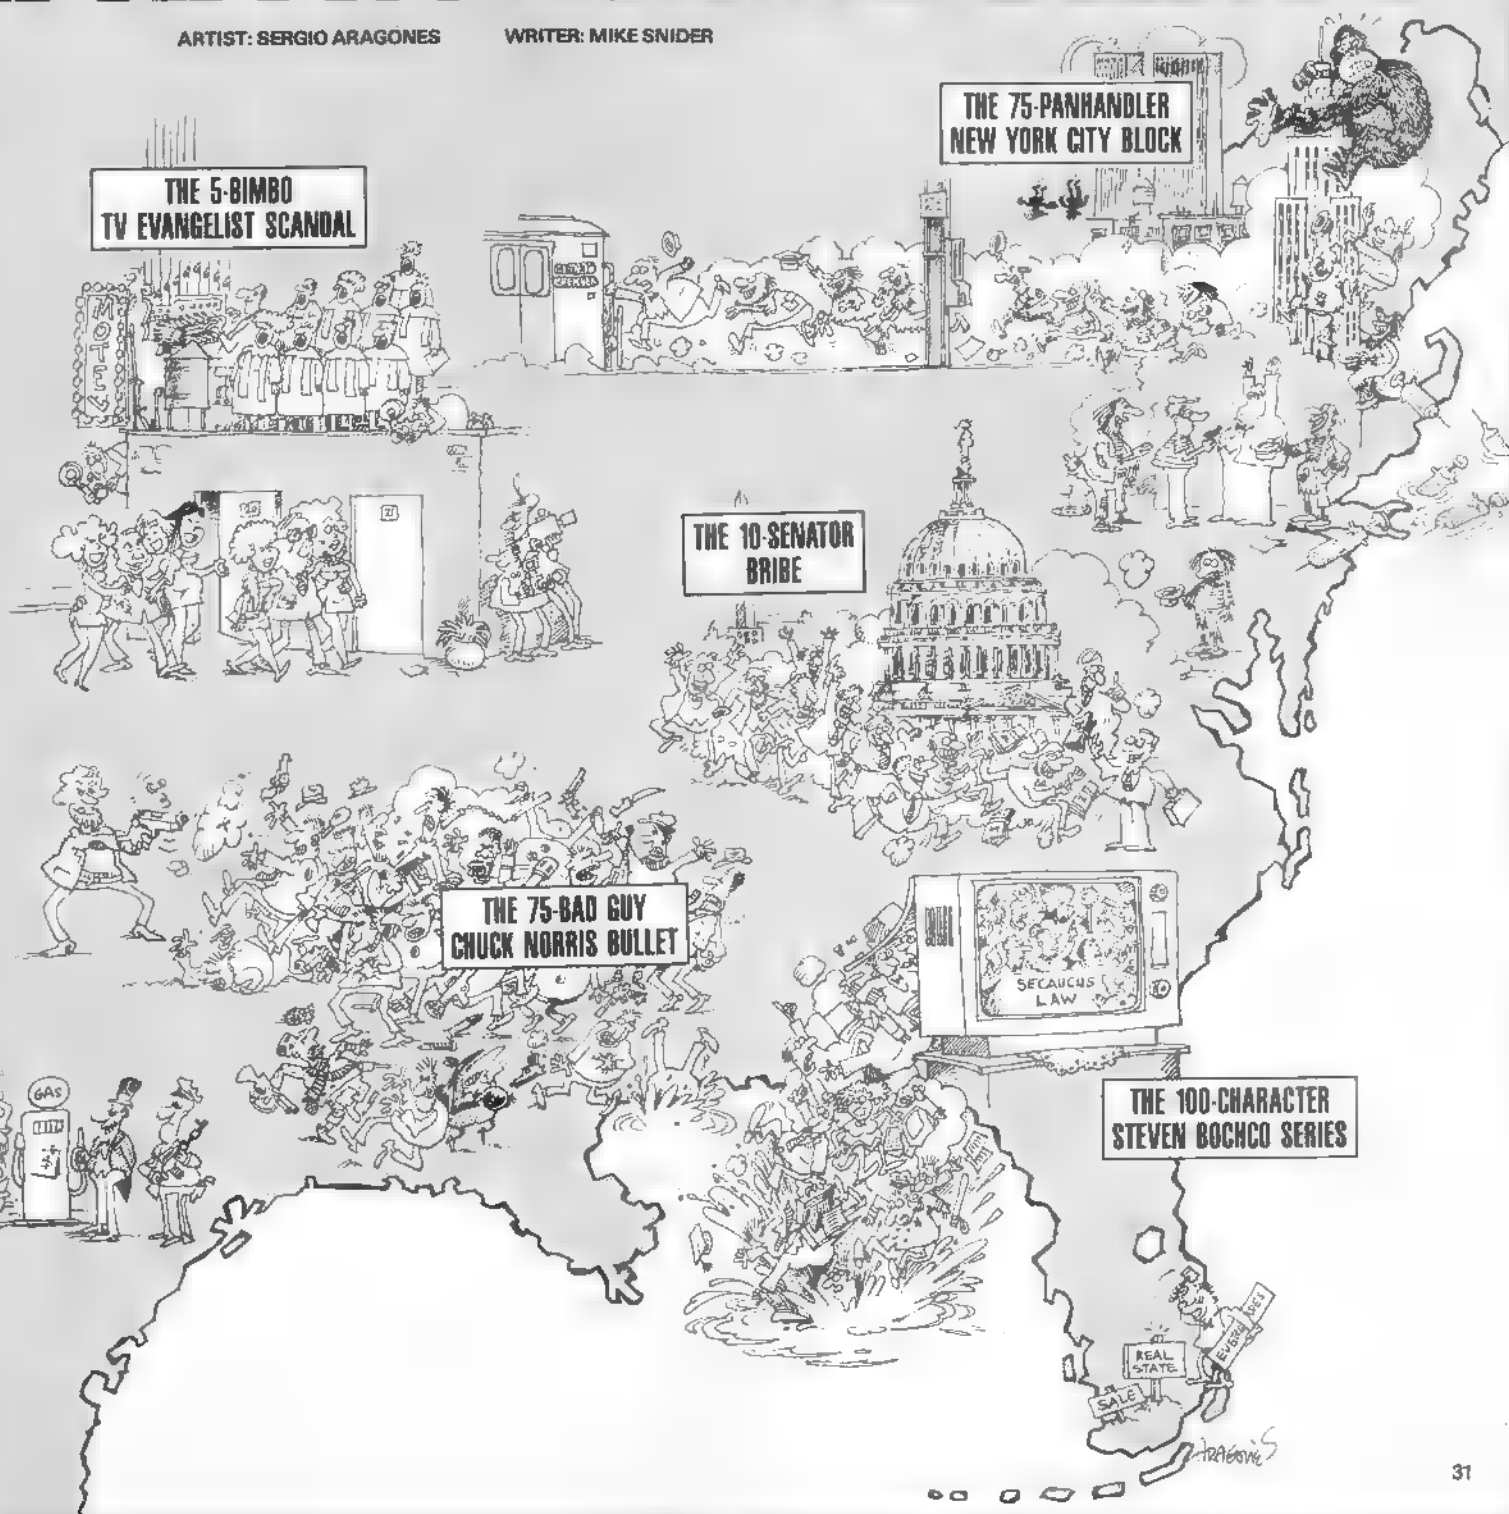 ARTIST: SERGIO ARAGONES WRITER: MIKE SNIDER
THE 75-PANHANDLER
NEW YORK CITY BLOCK
THE 5-BIMBO
TV EVANGELIST SCANDAL
MOTEL
21
THE 10-SENATOR
BRIBE
THE 75-BAD GUY
CHUCK NORRIS BULLET
SECAUCUS
LAW
GAS
THE 100-CHARACTER
STEVEN BOCHCO SERIES
REAL
STATE
SALE
ARAGONÉS
31